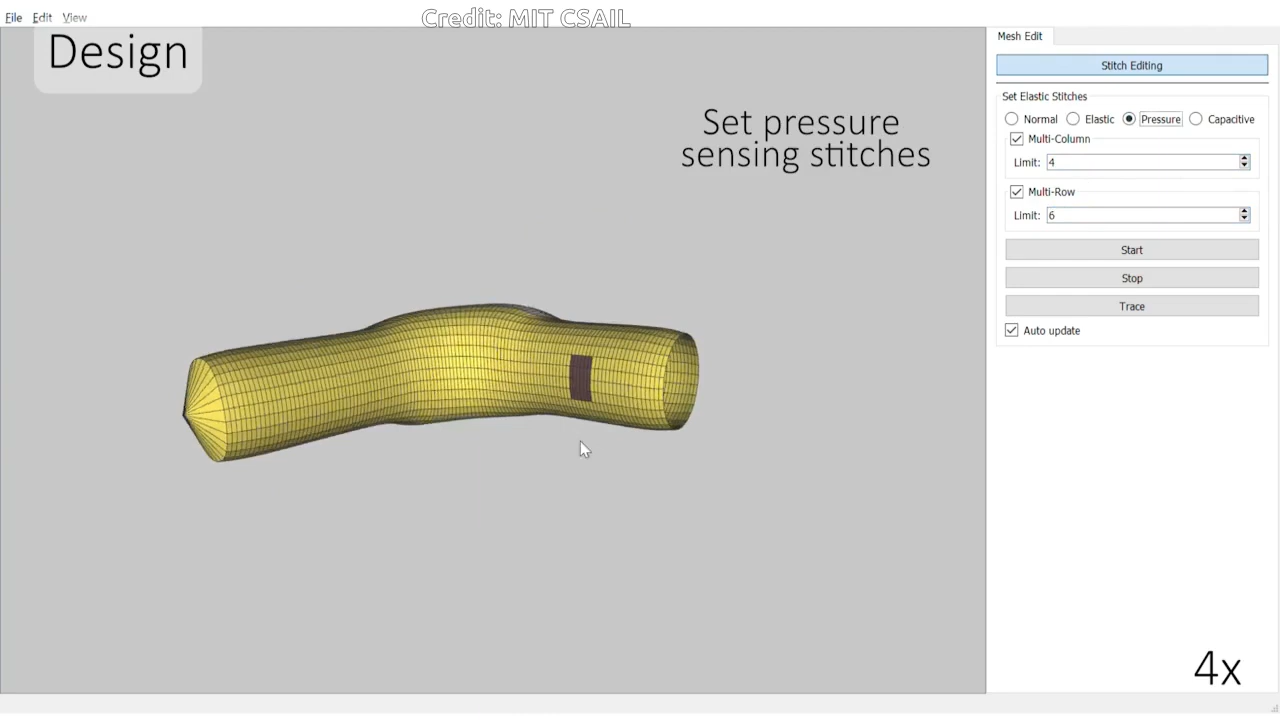 File Edit View
Credit: MIT CSAIL
Design
Set pressure
sensing stitches
Mesh Edit
Stitch Editing
Set Elastic Stitches
Normal Elastic Pressure Capacitive
Multi-Column
Limit: 4
Multi-Row
Limit: 6
Start
Stop
Trace
Auto update
4x